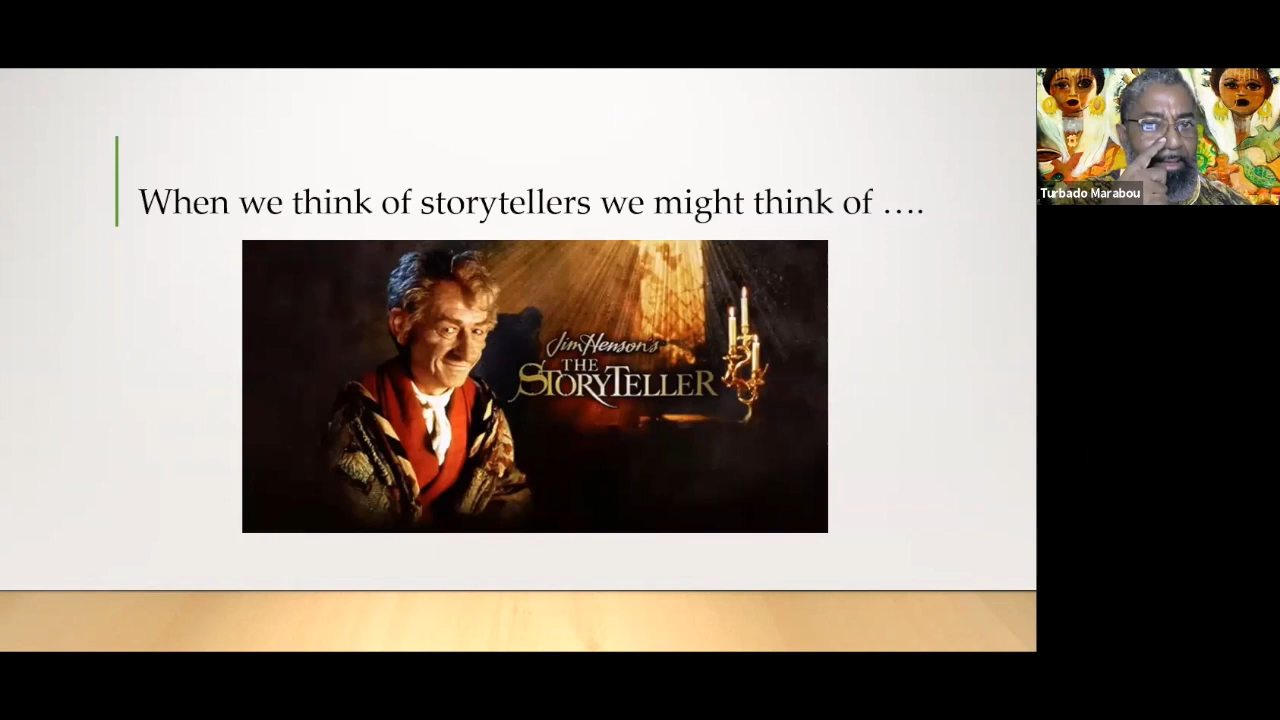 When we think of storytellers we might think of ....
Jim Henson's
THE
STORYTELLER
Turbado Marabou